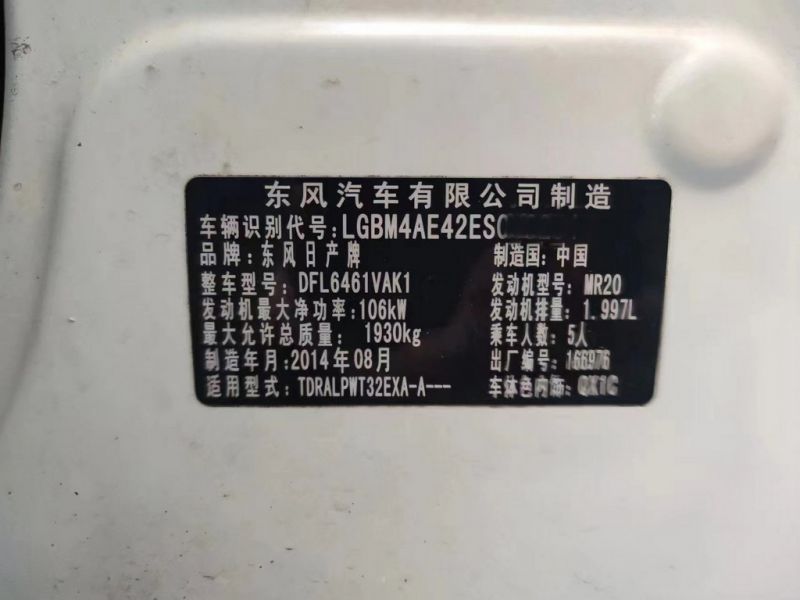 东风汽车有限公司制造
车辆识别代号: LGBM4AE42ES
品牌: 东风日产牌 制造国: 中国
整车型号: DFL6461VAK1 发动机型号: MR20
发动机最大净功率: 106kW 发动机排量: 1.997L
最大允许总质量: 1930kg 乘车人数: 5人
制造年月: 2014年08月 出厂编号: 166976
适用型式: TDRALPWT32EXA-A--- 车体色内饰: